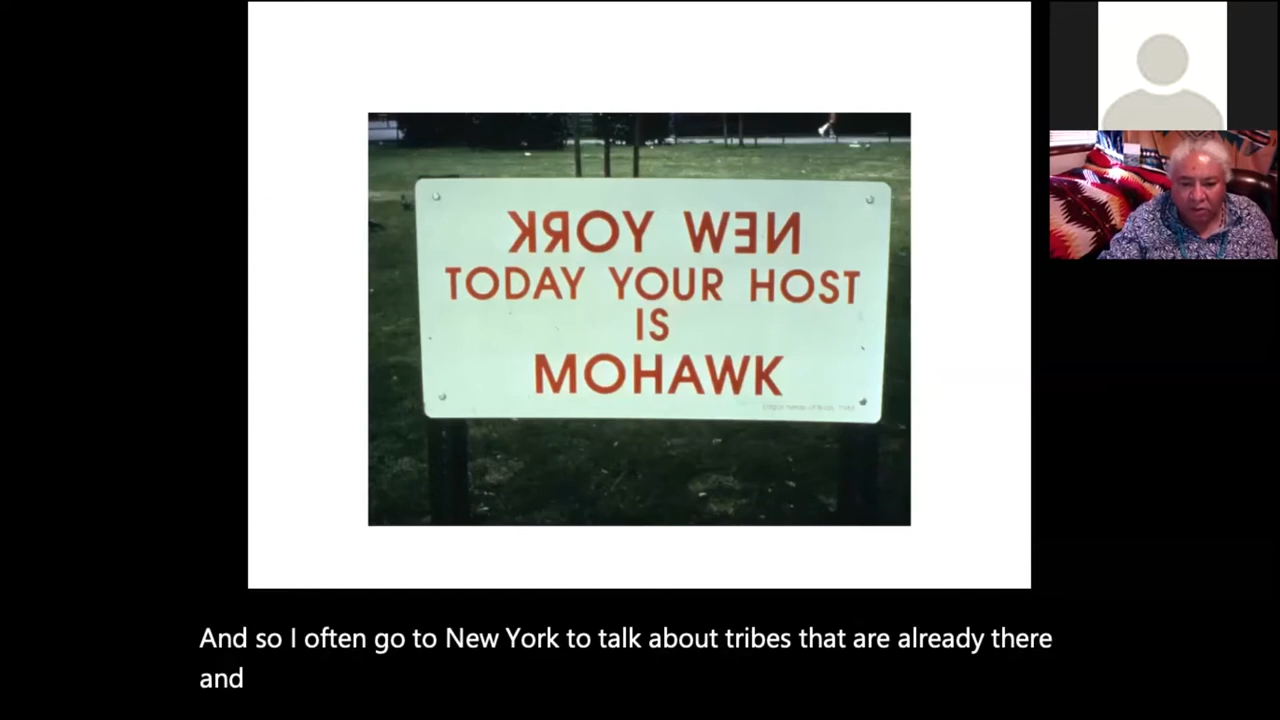 NEW YORK
TODAY YOUR HOST
IS
MOHAWK
And so I often go to New York to talk about tribes that are already there
and